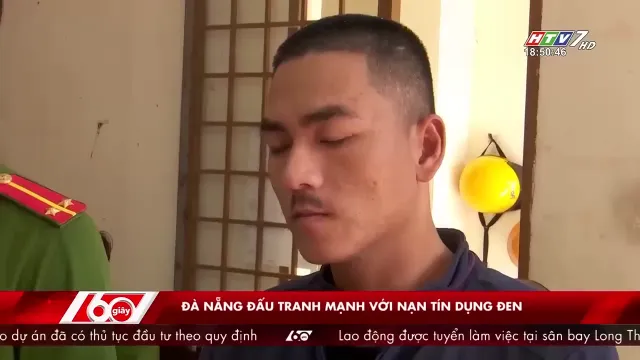 HTV7 HD
18:50:46
60 giây
ĐÀ NẴNG ĐẤU TRANH MẠNH VỚI NẠN TÍN DỤNG ĐEN
o dự án đã có thủ tục đầu tư theo quy định 60 Lao động được tuyển làm việc tại sân bay Long Th